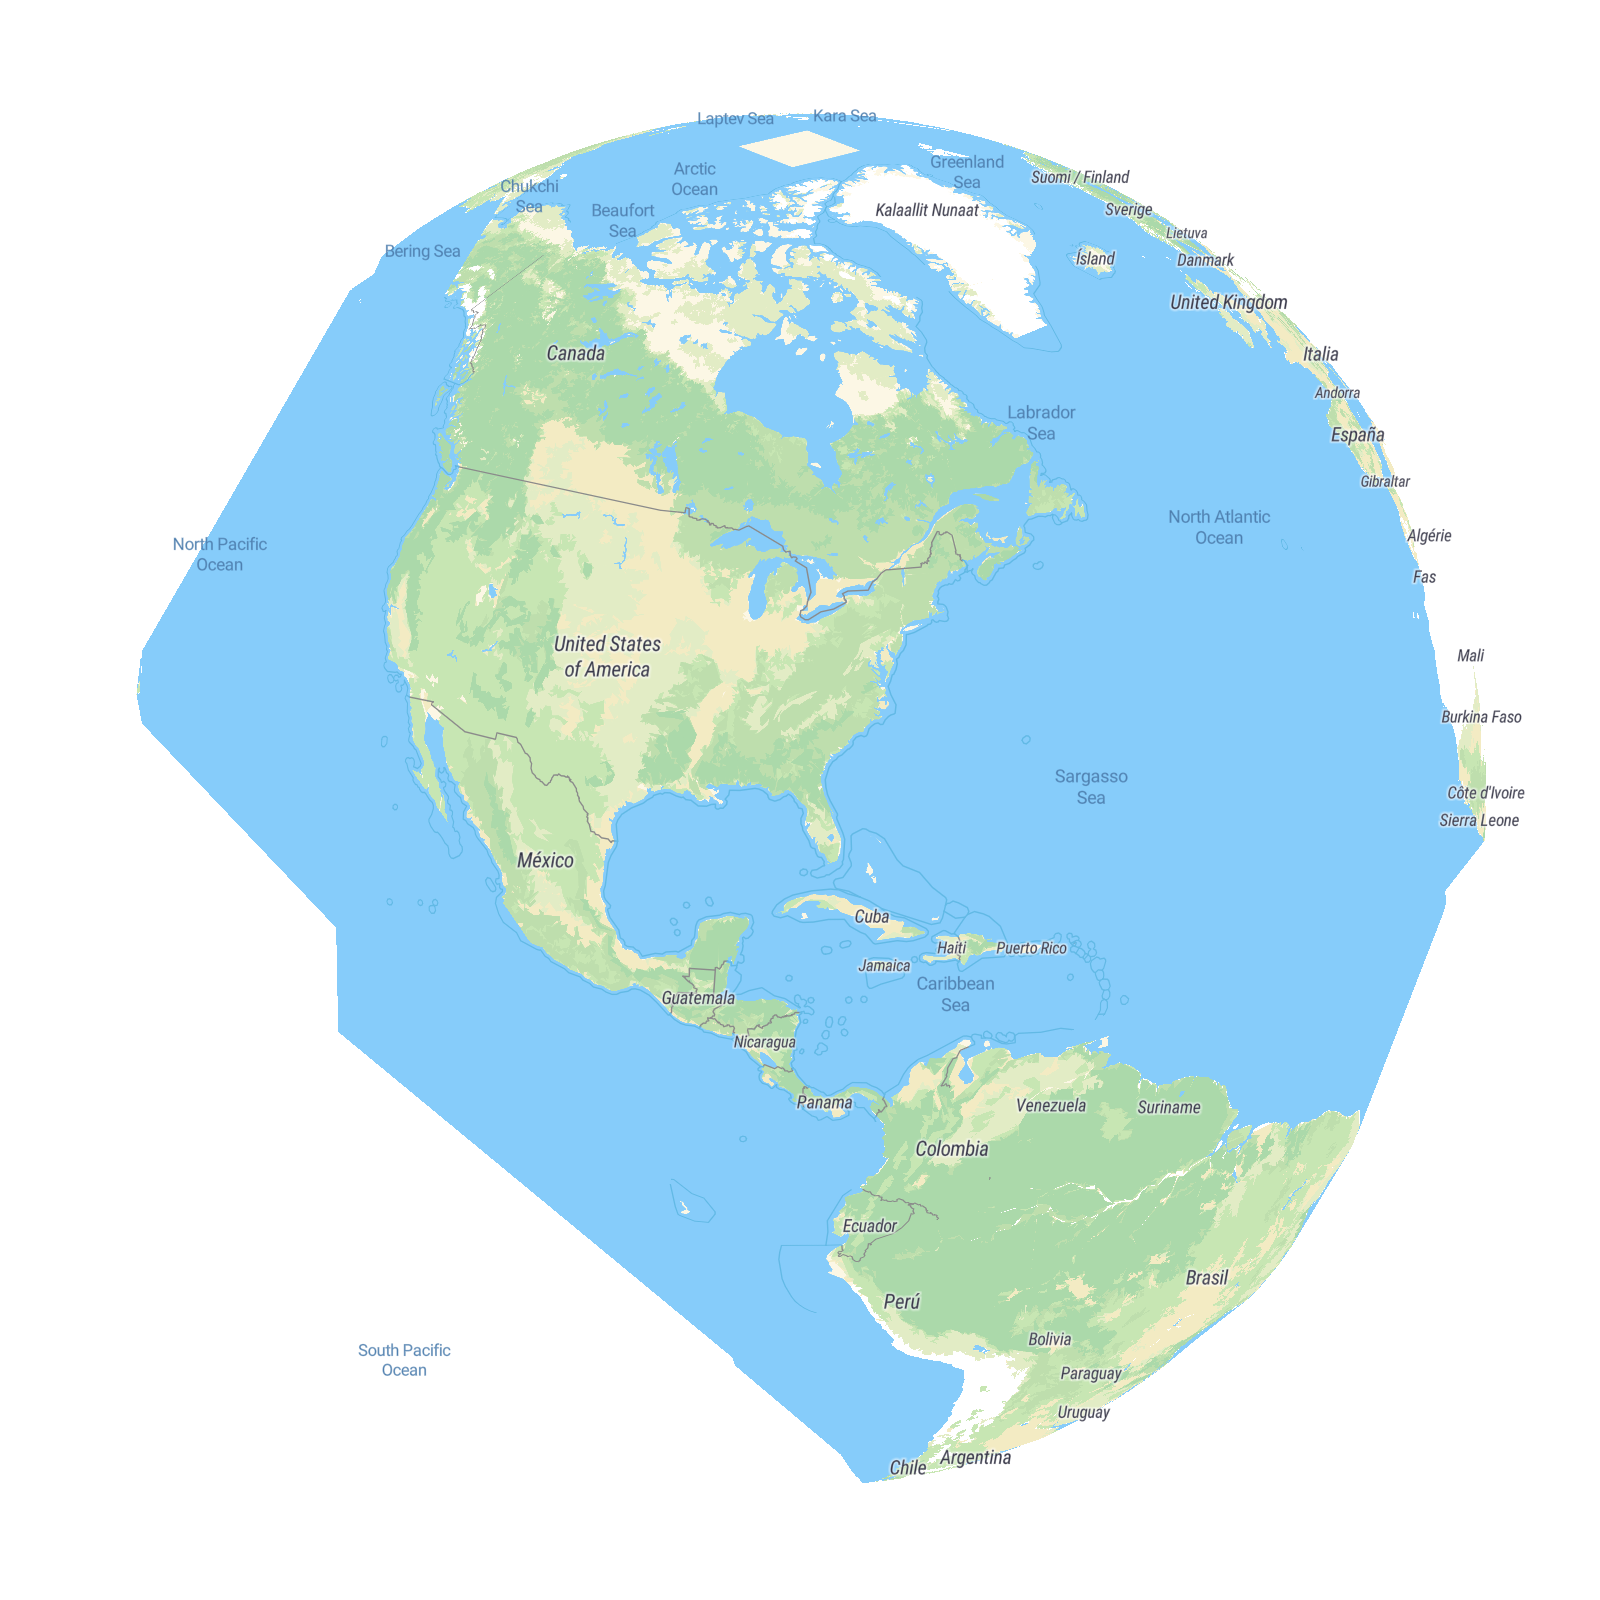 Laptev Sea
Kara Sea
Greenland
Sea
Arctic
Ocean
Suomi / Finland
Chukchi
Sea
Beaufort
Sea
Kalaallit Nunaat
Sverige
Lietuva
Bering Sea
Ísland
Danmark
United Kingdom
Canada
Italia
Andorra
Labrador
Sea
España
Gibraltar
North Pacific
Ocean
North Atlantic
Ocean
Algérie
Fas
United States
of America
Mali
Burkina Faso
Sargasso
Sea
Côte d'Ivoire
Sierra Leone
México
Cuba
Haiti
Puerto Rico
Jamaica
Caribbean
Sea
Guatemala
Nicaragua
Panama
Venezuela
Suriname
Colombia
Ecuador
Brasil
Perú
Bolivia
South Pacific
Ocean
Paraguay
Uruguay
Argentina
Chile